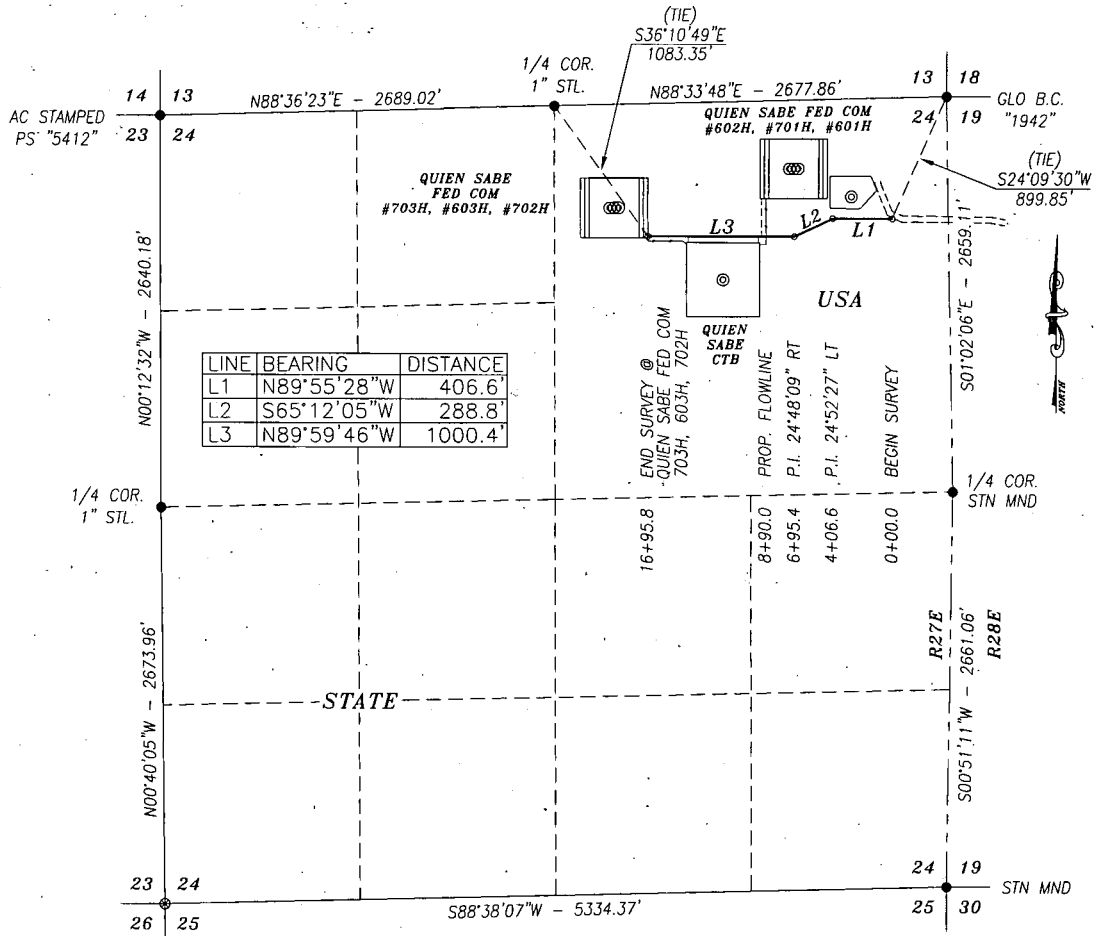 (TIE)
S36°10'49"E
1083.35'
1/4 COR.
1" STL.
14 13
N88°36'23"E - 2689.02'
N88°33'48"E - 2677.86'
13 18
AC STAMPED
PS "5412"
23 24
24 19
GLO B.C.
"1942"
QUIEN SABE FED COM
#602H, #701H, #601H
(TIE)
S24°09'30"W
899.85'
QUIEN SABE
FED COM
#703H, #603H, #702H
L3
L2
L1
USA
QUIEN
SABE
CTB
N00°12'32"W - 2640.18'
S01°02'06"E - 2659.11'
NORTH
LINE BEARING DISTANCE
L1 N89°55'28"W 406.6'
L2 S65°12'05"W 288.8'
L3 N89°59'46"W 1000.4'
16+95.8 END SURVEY @
QUIEN SABE FED COM
703H, 603H, 702H
8+90.0 PROP. FLOWLINE
6+95.4 P.I. 24°48'09" RT
4+06.6 P.I. 24°52'27" LT
0+00.0 BEGIN SURVEY
1/4 COR.
1" STL.
1/4 COR.
STN MND
N00°40'05"W - 2673.96'
R27E
R28E
S00°51'11"W - 2661.06'
STATE
23 24
26 25
S88°38'07"W - 5334.37'
24 19
25 30
STN MND